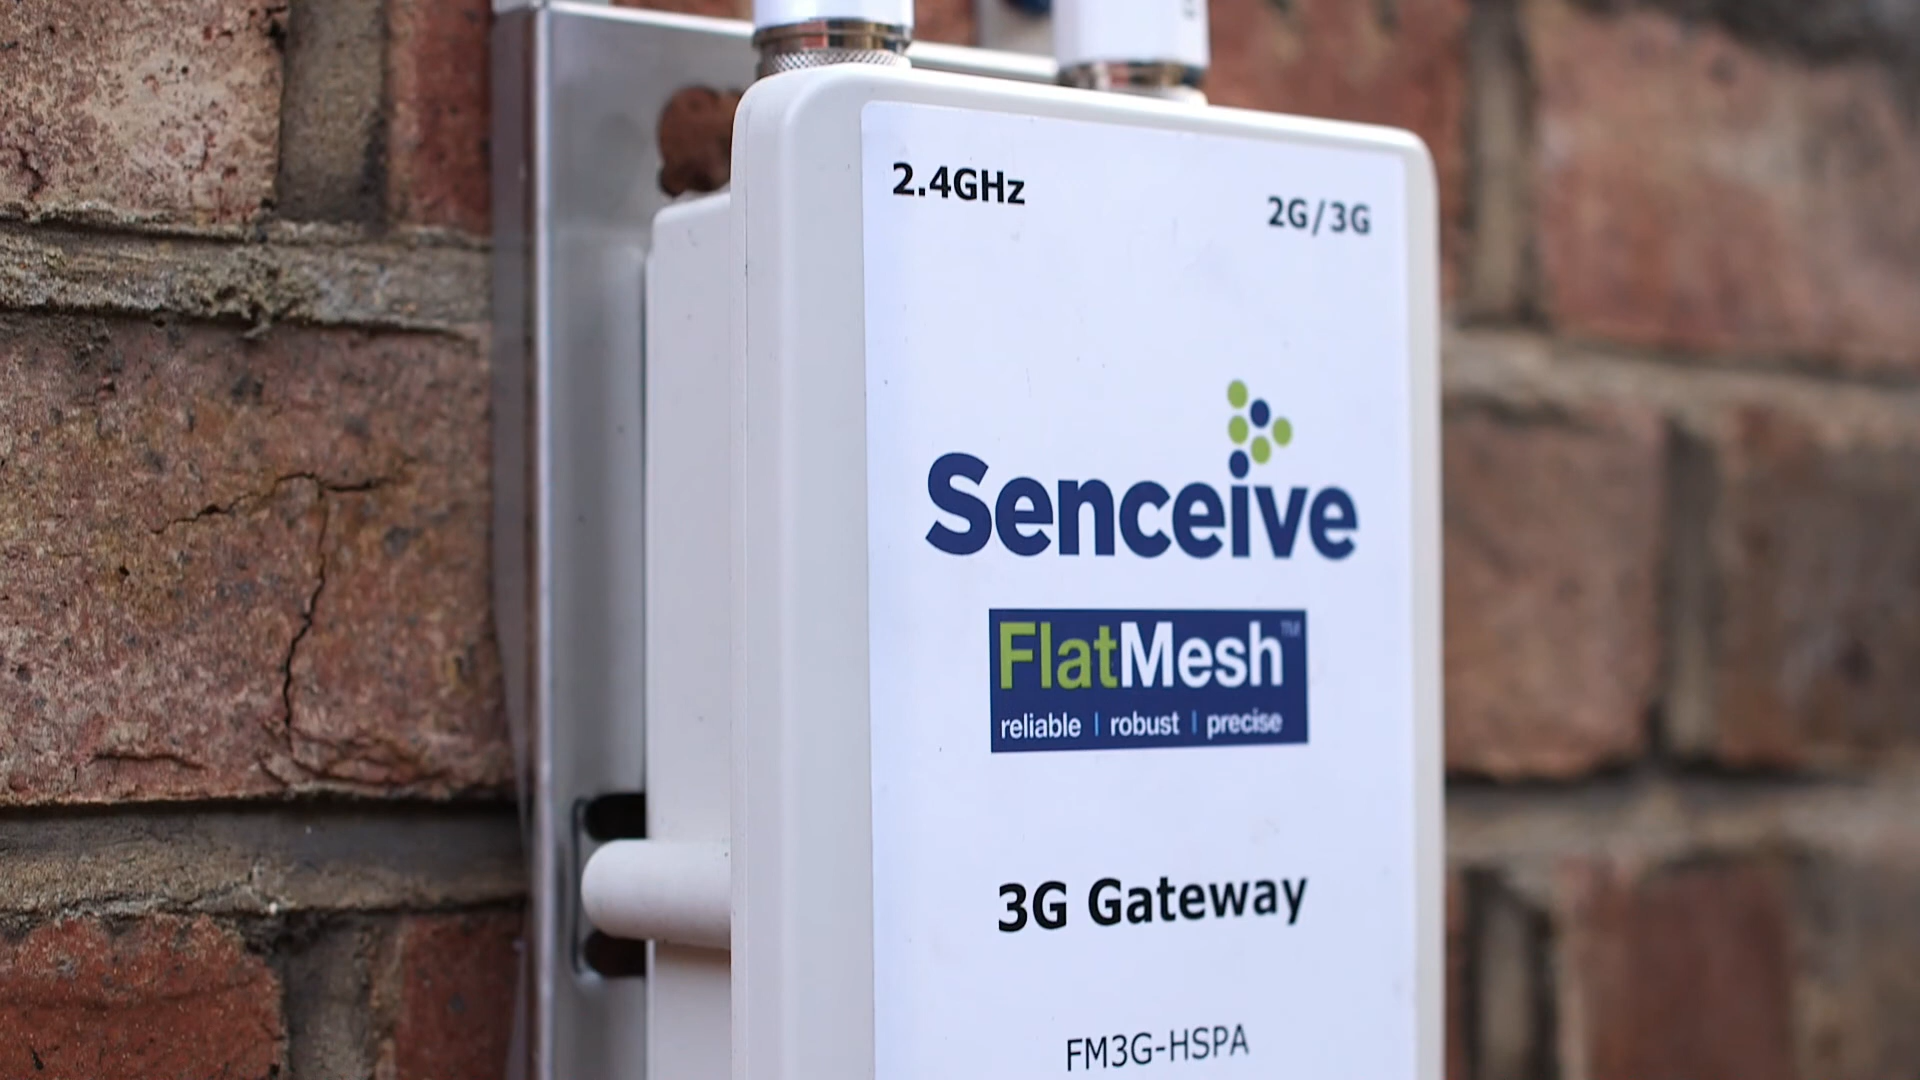 2.4GHz
2G/3G
Senceive
FlatMesh™
reliable | robust | precise
3G Gateway
FM3G-HSPA